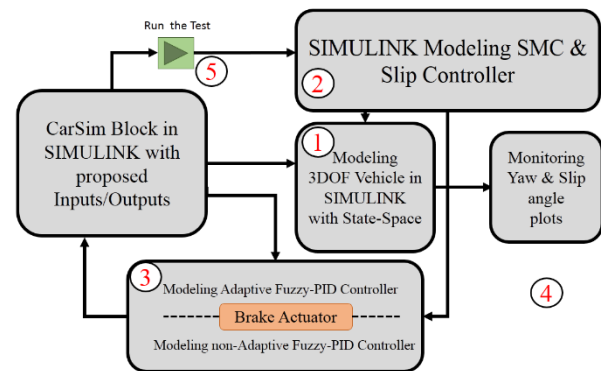 Run the Test
5
SIMULINK Modeling SMC &
Slip Controller
2
CarSim Block in
SIMULINK with
proposed
Inputs/Outputs
1
Modeling
3DOF Vehicle in
SIMULINK
with State-Space
Monitoring
Yaw & Slip
angle
plots
3
Modeling Adaptive Fuzzy-PID Controller
Brake Actuator
Modeling non-Adaptive Fuzzy-PID Controller
4